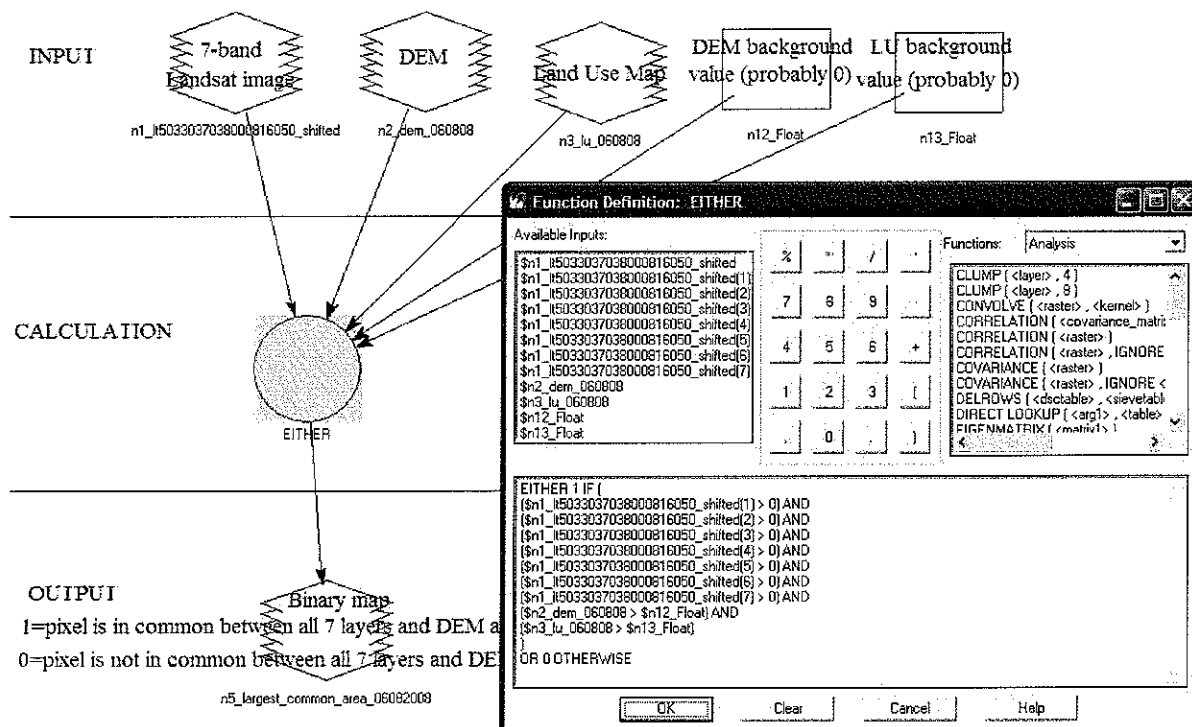 INPUT
7-band
Landsat image
DEM
Land Use Map
DEM background
value (probably 0)
LU background
value (probably 0)
n1_lt5033037038000816050_shifted
n2_dem_060808
n3_lu_060808
n12_Float
n13_Float
CALCULATION
EITHER
OUTPUT
Binary map
1=pixel is in common between all 7 layers and DEM a
0=pixel is not in common between all 7 layers and DE
n5_largest_common_area_06082008
Function Definition: EITHER
Available Inputs:
$n1_lt5033037038000816050_shifted
$n1_lt5033037038000816050_shifted(1)
$n1_lt5033037038000816050_shifted(2)
$n1_lt5033037038000816050_shifted(3)
$n1_lt5033037038000816050_shifted(4)
$n1_lt5033037038000816050_shifted(5)
$n1_lt5033037038000816050_shifted(6)
$n1_lt5033037038000816050_shifted(7)
$n2_dem_060808
$n3_lu_060808
$n12_Float
$n13_Float
% * /
7 8 9
4 5 6 +
1 2 3 (
, 0 . )
Functions: Analysis
CLUMP ( <layer> , 4 )
CLUMP ( <layer> , 8 )
CONVOLVE ( <raster> , <kernel> )
CORRELATION ( <covariance_matri
CORRELATION ( <raster> )
CORRELATION ( <raster> , IGNORE
COVARIANCE ( <raster> )
COVARIANCE ( <raster> , IGNORE <
DELROWS ( <dsctable> , <sievetabl
DIRECT LOOKUP ( <arg1> , <table>
EIGENMATRIX ( <matrix1> )
EITHER 1 IF (
($n1_lt5033037038000816050_shifted(1) > 0) AND
($n1_lt5033037038000816050_shifted(2) > 0) AND
($n1_lt5033037038000816050_shifted(3) > 0) AND
($n1_lt5033037038000816050_shifted(4) > 0) AND
($n1_lt5033037038000816050_shifted(5) > 0) AND
($n1_lt5033037038000816050_shifted(6) > 0) AND
($n1_lt5033037038000816050_shifted(7) > 0) AND
($n2_dem_060808 > $n12_Float) AND
($n3_lu_060808 > $n13_Float)
)
OR 0 OTHERWISE
OK Clear Cancel Help